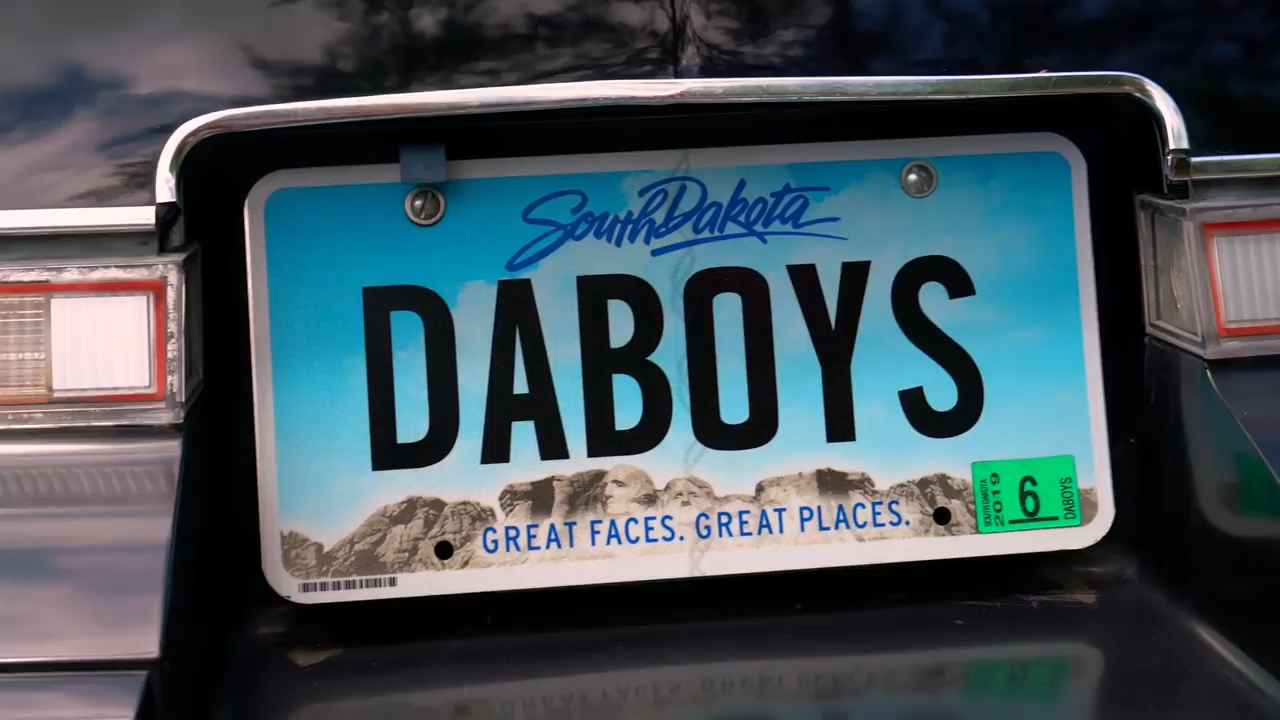 South Dakota
DABOYS
GREAT FACES. GREAT PLACES.
SOUTH DAKOTA
2019
6
DABOYS